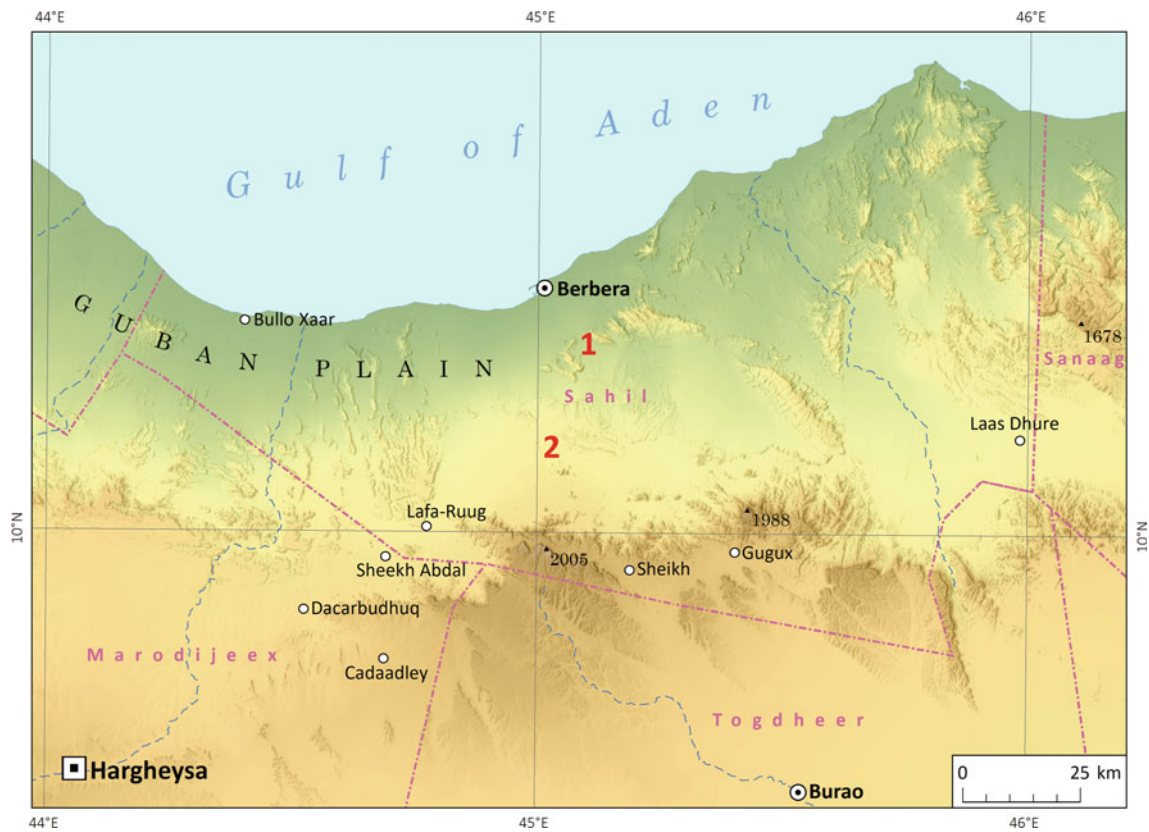 44°E
45°E
46°E
Gulf of Aden
Berbera
Bullo Xaar
GUBAN PLAIN
1
1678
Sanaag
Sahil
Laas Dhure
2
Lafa-Ruug
1988
10°N
10°N
2005
Sheekh Abdal
Sheikh
Gugux
Dacarbudhuq
Marodijeex
Cadaadley
Togdheer
Hargheysa
Burao
0 25 km
44°E
45°E
46°E